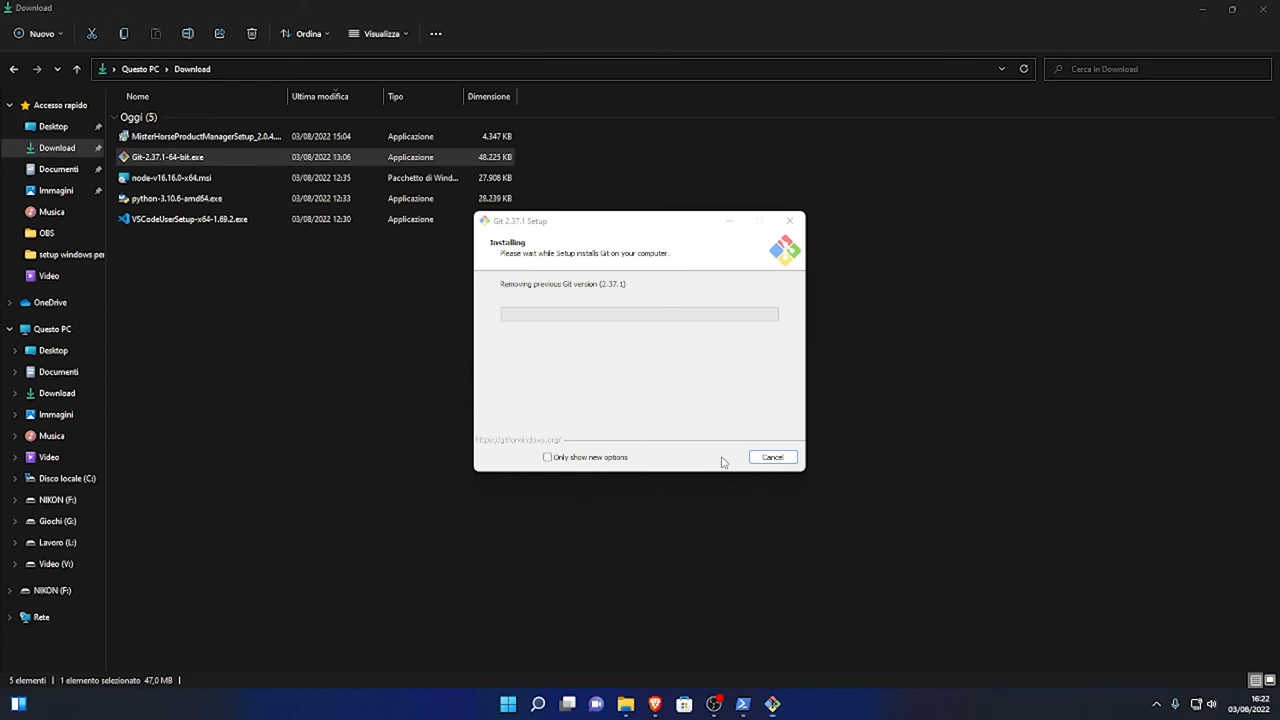 Download
Nuovo
Ordina
Visualizza
Questo PC > Download
Cerca in Download
Nome
Ultima modifica
Tipo
Dimensione
Oggi (5)
MisterHorseProductManagerSetup_2.0.4.... 03/08/2022 15:04 Applicazione 4.347 KB
Git-2.37.1-64-bit.exe 03/08/2022 13:06 Applicazione 48.225 KB
node-v16.16.0-x64.msi 03/08/2022 12:35 Pacchetto di Wind... 27.908 KB
python-3.10.6-amd64.exe 03/08/2022 12:33 Applicazione 28.239 KB
VSCodeUserSetup-x64-1.69.2.exe 03/08/2022 12:30 Applicazione
Accesso rapido
Desktop
Download
Documenti
Immagini
Musica
OBS
setup windows per
Video
OneDrive
Questo PC
Desktop
Documenti
Download
Immagini
Musica
Video
Disco locale (C:)
NIKON (F:)
Giochi (G:)
Lavoro (L:)
Video (V:)
NIKON (F:)
Rete
Git 2.37.1 Setup
Installing
Please wait while Setup installs Git on your computer.
Removing previous Git version (2.37.1)
https://gitforwindows.org/
Only show new options
Cancel
5 elementi
1 elemento selezionato 47,0 MB
16:22
03/08/2022